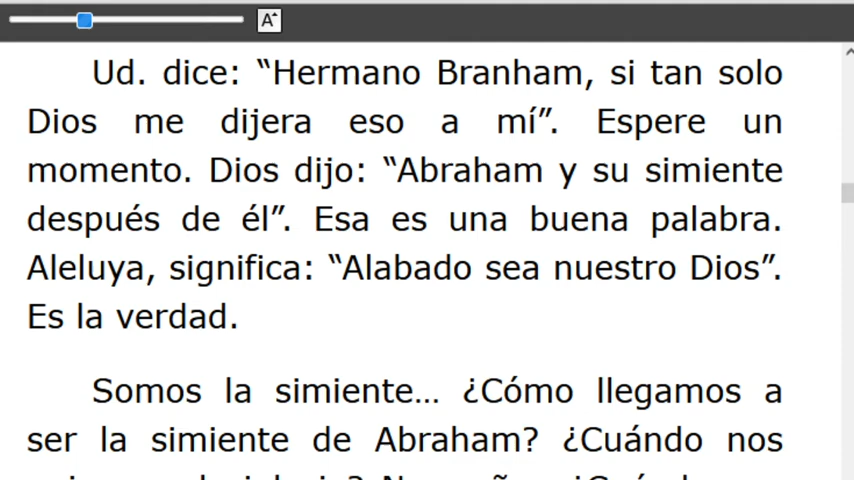 A
Ud. dice: “Hermano Branham, si tan solo
Dios me dijera eso a mí”. Espere un
momento. Dios dijo: “Abraham y su simiente
después de él”. Esa es una buena palabra.
Aleluya, significa: “Alabado sea nuestro Dios”.
Es la verdad.
Somos la simiente… ¿Cómo llegamos a
ser la simiente de Abraham? ¿Cuándo nos